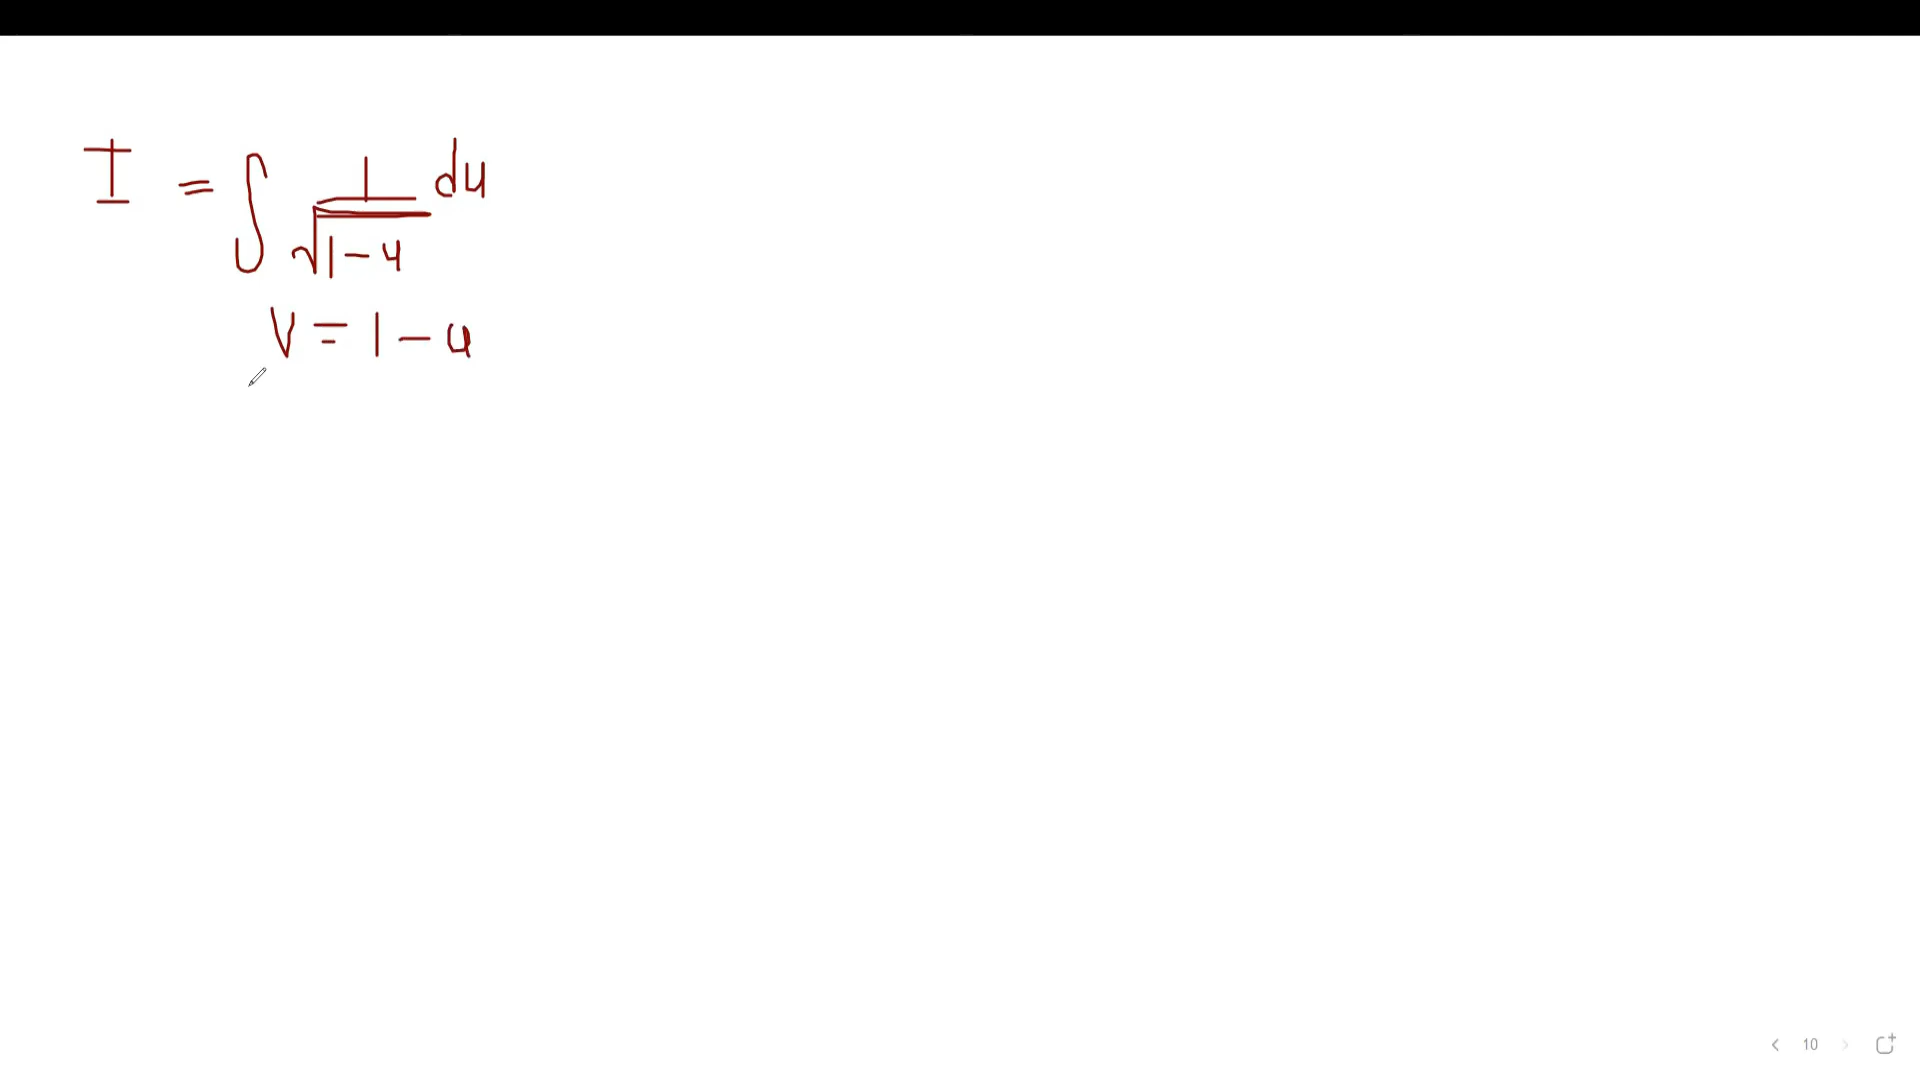 I = ∫ 1/√(1-u) du
V = 1 - u
10